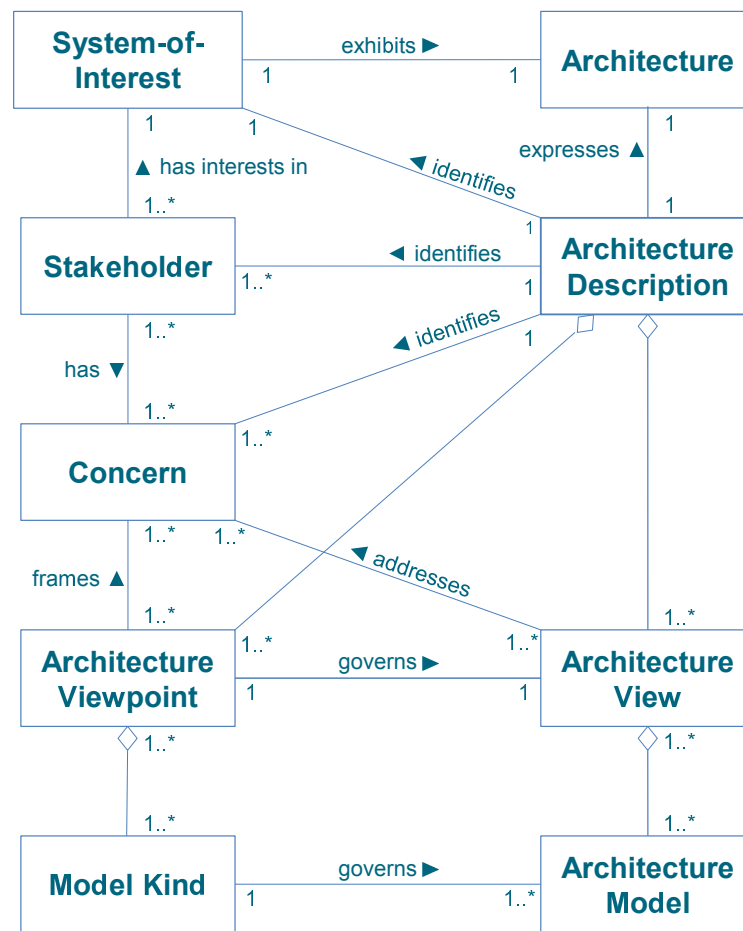 System-of-
Interest
exhibits ►
Architecture
1
1
1
1
1
expresses ▲
▲ has interests in
◄ identifies
1..*
1
1
Stakeholder
◄ identifies
Architecture
Description
1..*
1
1..*
◄ identifies
1
has ▼
1..*
1..*
Concern
1..*
1..*
◄ addresses
frames ▲
1..*
1..*
1..*
1..*
Architecture
Viewpoint
governs ►
Architecture
View
1
1
1..*
1..*
1..*
1..*
Model Kind
governs ►
Architecture
Model
1
1..*